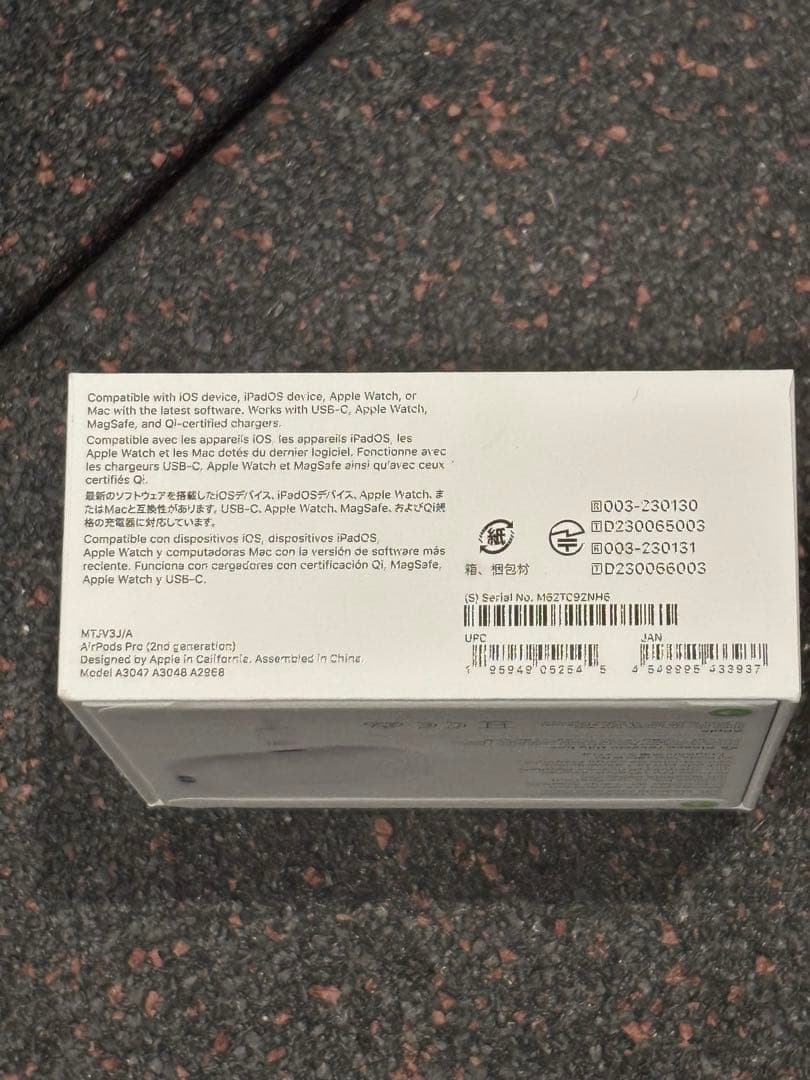 Compatible with iOS device, iPadOS device, Apple Watch, or
Mac with the latest software. Works with USB-C, Apple Watch,
MagSafe, and Qi-certified chargers.
Compatible avec les appareils iOS, les appareils iPadOS, les
Apple Watch et les Mac dotés du dernier logiciel. Fonctionne avec
les chargeurs USB-C, Apple Watch et MagSafe ainsi qu'avec ceux
certifiés Qi.
最新のソフトウェアを搭載したiOSデバイス、iPadOSデバイス、Apple Watch、ま
たはMacと互換性があります。USB-C、Apple Watch、MagSafe、およびQi規
格の充電器に対応しています。
Compatible con dispositivos iOS, dispositivos iPadOS,
Apple Watch y computadoras Mac con la versión de software más
reciente. Funciona con cargadores con certificación Qi, MagSafe,
Apple Watch y USB-C.
MTJV3J/A
AirPods Pro (2nd generation)
Designed by Apple in California. Assembled in China.
Model A3047 A3048 A2968
紙
箱、梱包材
R 003-230130
T D230065003
R 003-230131
T D230066003
(S) Serial No. M62TC92NH6
UPC
1 95949 05254 5
JAN
4 549995 433937